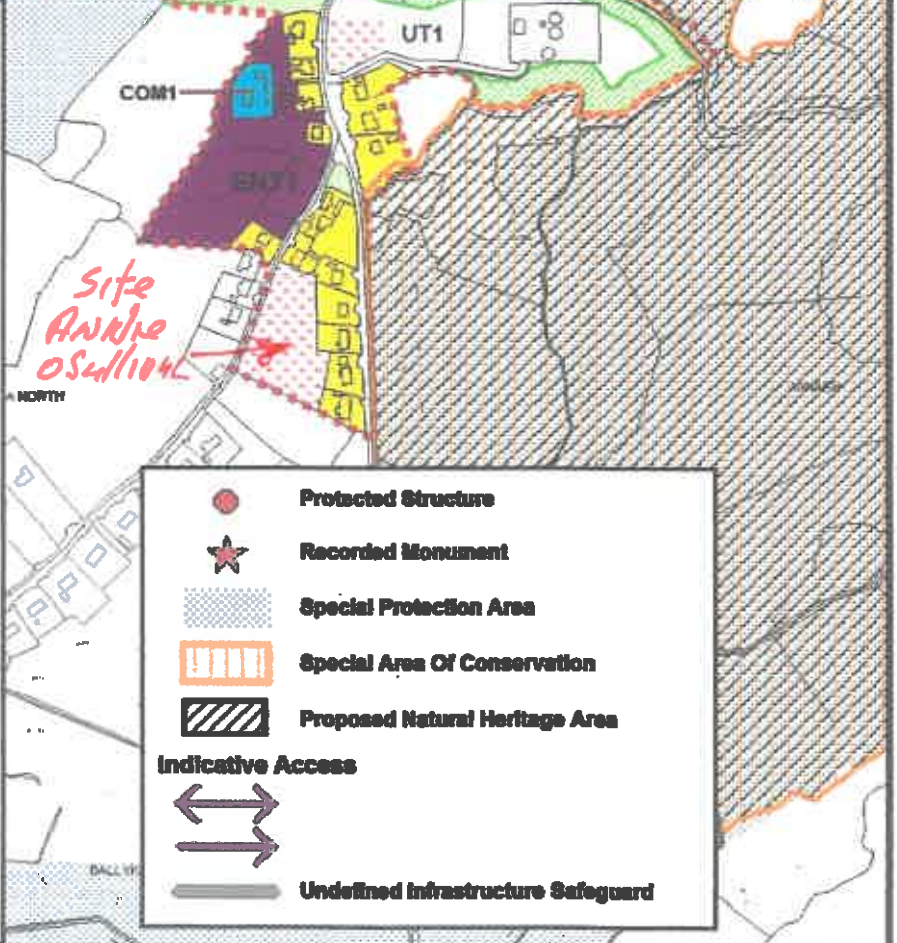 UT1
COM1
Site
Annie
OSullivan
NORTH
Protected Structure
Recorded Monument
Special Protection Area
Special Area Of Conservation
Proposed Natural Heritage Area
Indicative Access
Undefined Infrastructure Safeguard